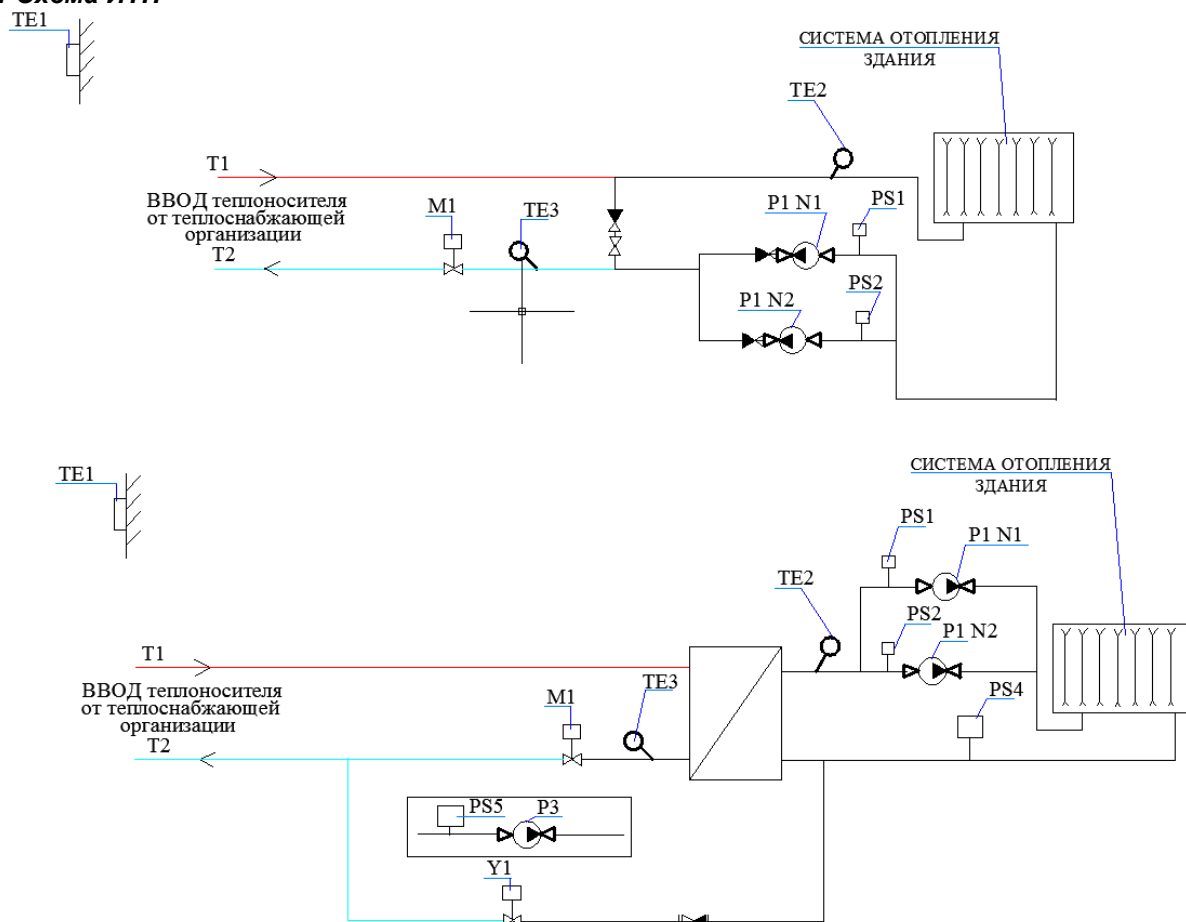 Схема
TE1
СИСТЕМА ОТОПЛЕНИЯ
ЗДАНИЯ
TE2
T1
ВВОД теплоносителя
от теплоснабжающей
организации
T2
M1
TE3
P1 N1
PS1
P1 N2
PS2
TE1
СИСТЕМА ОТОПЛЕНИЯ
ЗДАНИЯ
PS1
P1 N1
TE2
PS2
P1 N2
T1
ВВОД теплоносителя
от теплоснабжающей
организации
T2
M1
TE3
PS4
PS5
P3
Y1